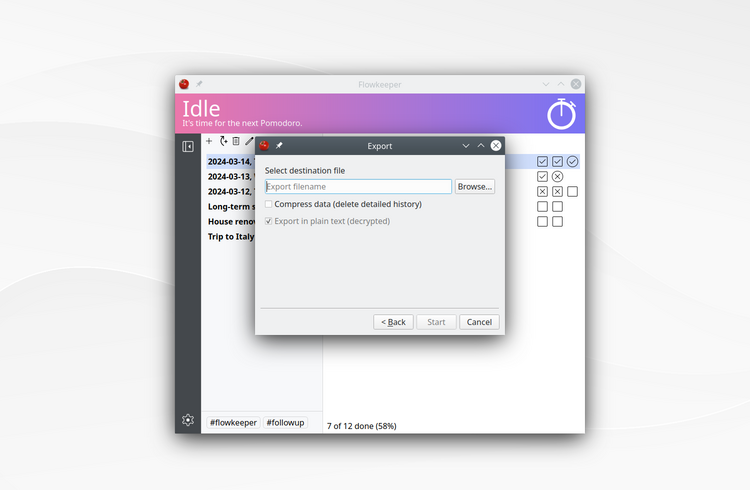 Flowkeeper
Idle
It's time for the next Pomodoro.
Export
Select destination file
Export filename
Browse...
Compress data (delete detailed history)
Export in plain text (decrypted)
< Back
Start
Cancel
2024-03-14,
2024-03-13,
2024-03-12,
Long-term
House
Trip to Italy
#flowkeeper
#followup
7 of 12 done (58%)